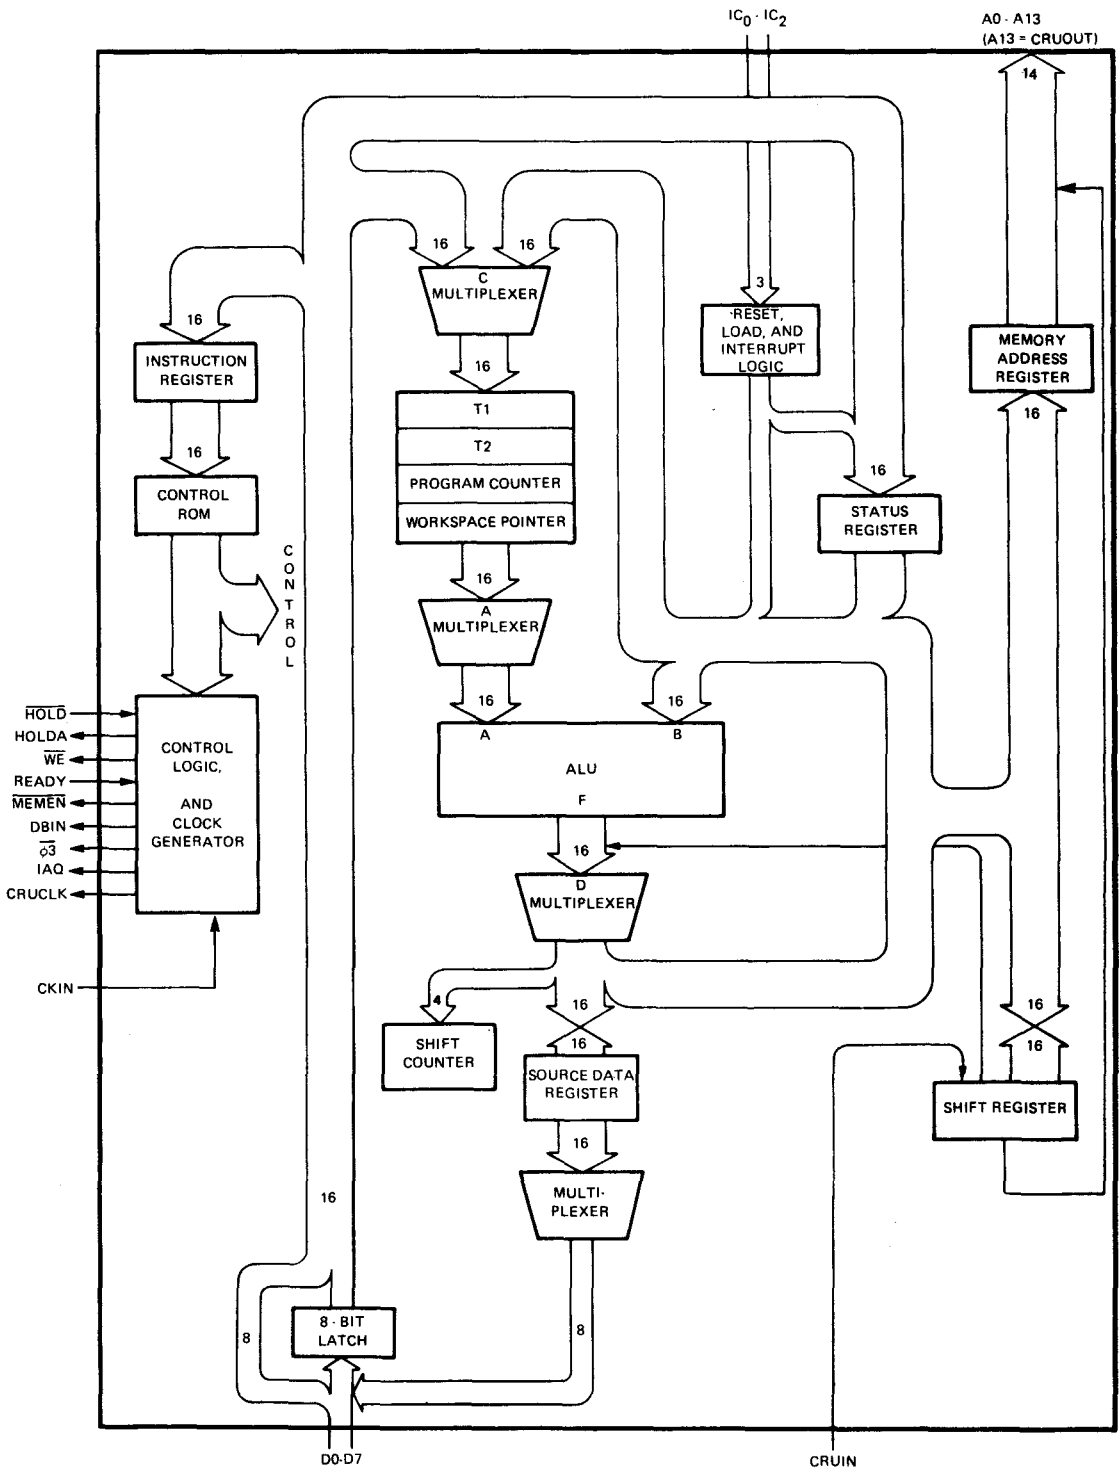 IC0 - IC2
A0 - A13
(A13 = CRUOUT)
14
16
16
C
MULTIPLEXER
3
RESET,
LOAD, AND
INTERRUPT
LOGIC
MEMORY
ADDRESS
REGISTER
16
16
INSTRUCTION
REGISTER
16
T1
T2
PROGRAM COUNTER
WORKSPACE POINTER
16
CONTROL
ROM
16
STATUS
REGISTER
CONTROL
16
A
MULTIPLEXER
16
16
A
B
ALU
F
HOLD
HOLDA
WE
READY
MEMEN
DBIN
φ3
IAQ
CRUCLK
CKIN
CONTROL
LOGIC,
AND
CLOCK
GENERATOR
16
D
MULTIPLEXER
4
SHIFT
COUNTER
16
16
SOURCE DATA
REGISTER
16
16
SHIFT REGISTER
16
MULTI-
PLEXER
16
8
8-BIT
LATCH
8
D0-D7
CRUIN